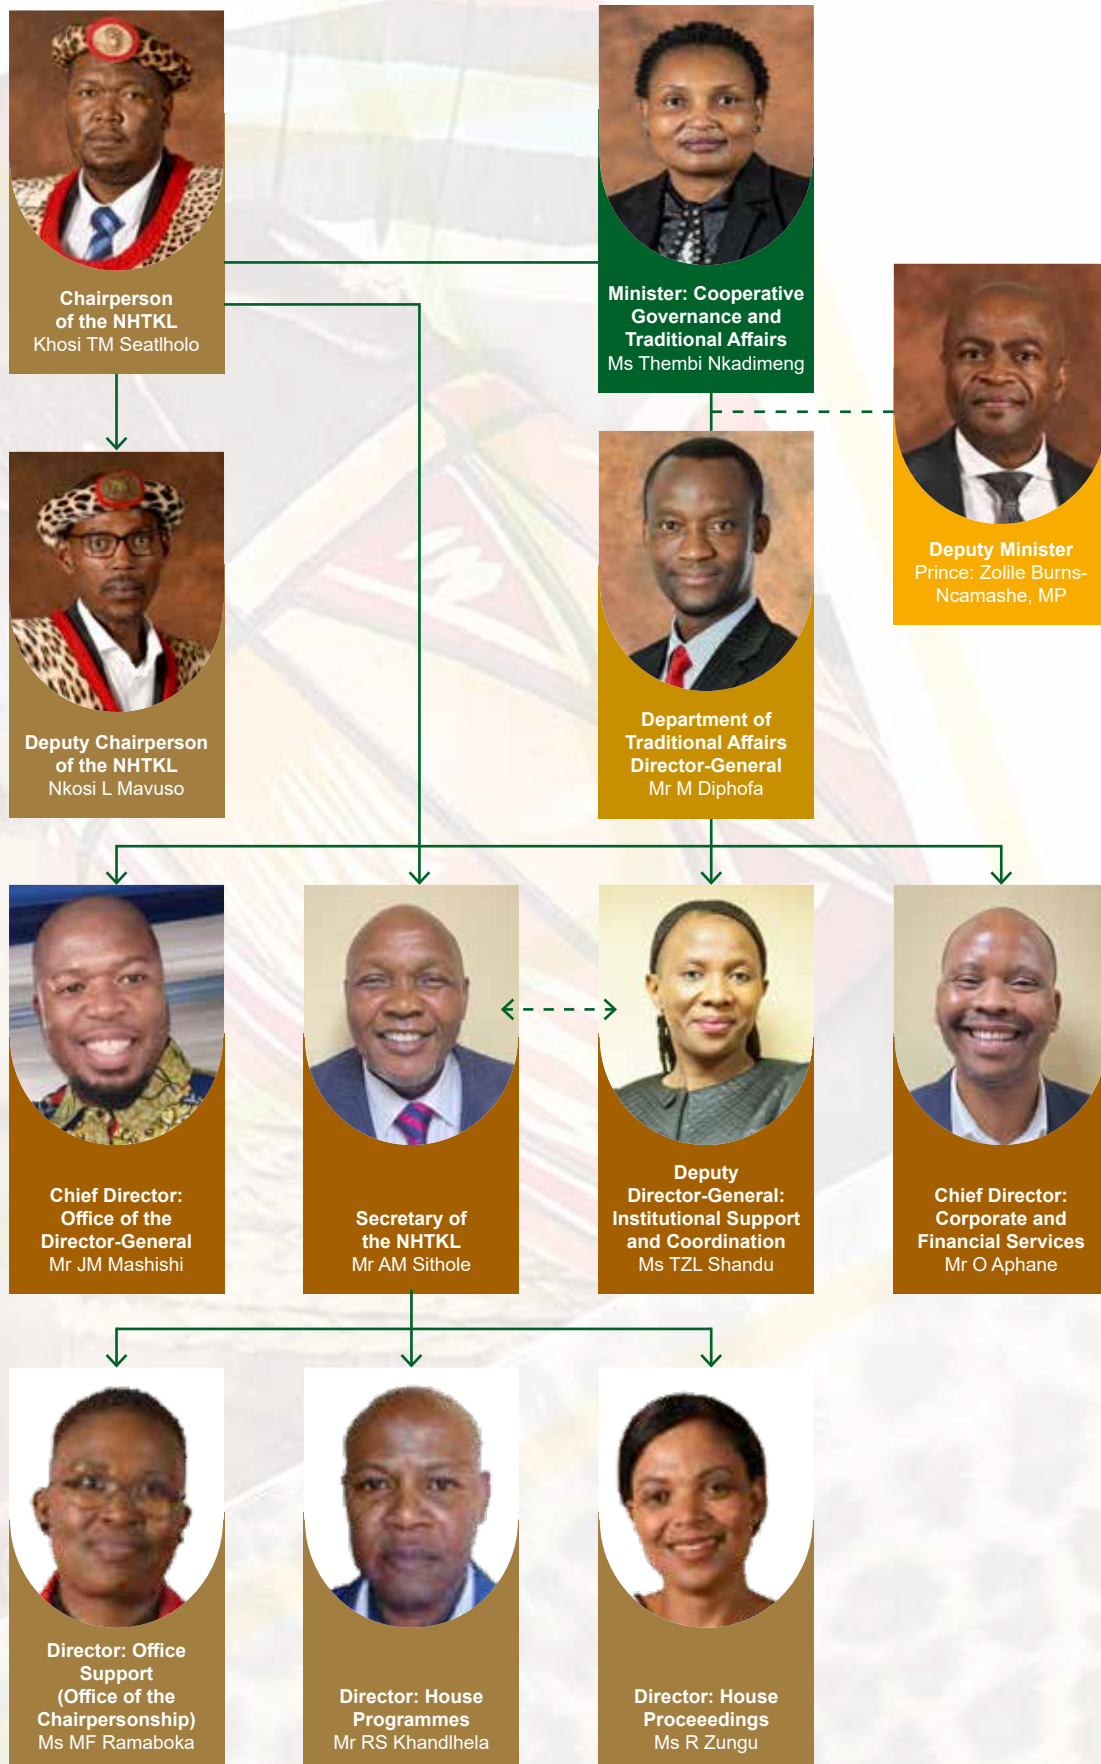 Chairperson
of the NHTKL
Khosi TM Seatlholo
Minister: Cooperative
Governance and
Traditional Affairs
Ms Thembi Nkadimeng
Deputy Minister
Prince: Zolile Burns-
Ncamashe, MP
Deputy Chairperson
of the NHTKL
Nkosi L Mavuso
Department of
Traditional Affairs
Director-General
Mr M Diphofa
Chief Director:
Office of the
Director-General
Mr JM Mashishi
Secretary of
the NHTKL
Mr AM Sithole
Deputy
Director-General:
Institutional Support
and Coordination
Ms TZL Shandu
Chief Director:
Corporate and
Financial Services
Mr O Aphane
Director: Office
Support
(Office of the
Chairpersonship)
Ms MF Ramaboka
Director: House
Programmes
Mr RS Khandlhela
Director: House
Proceeedings
Ms R Zungu